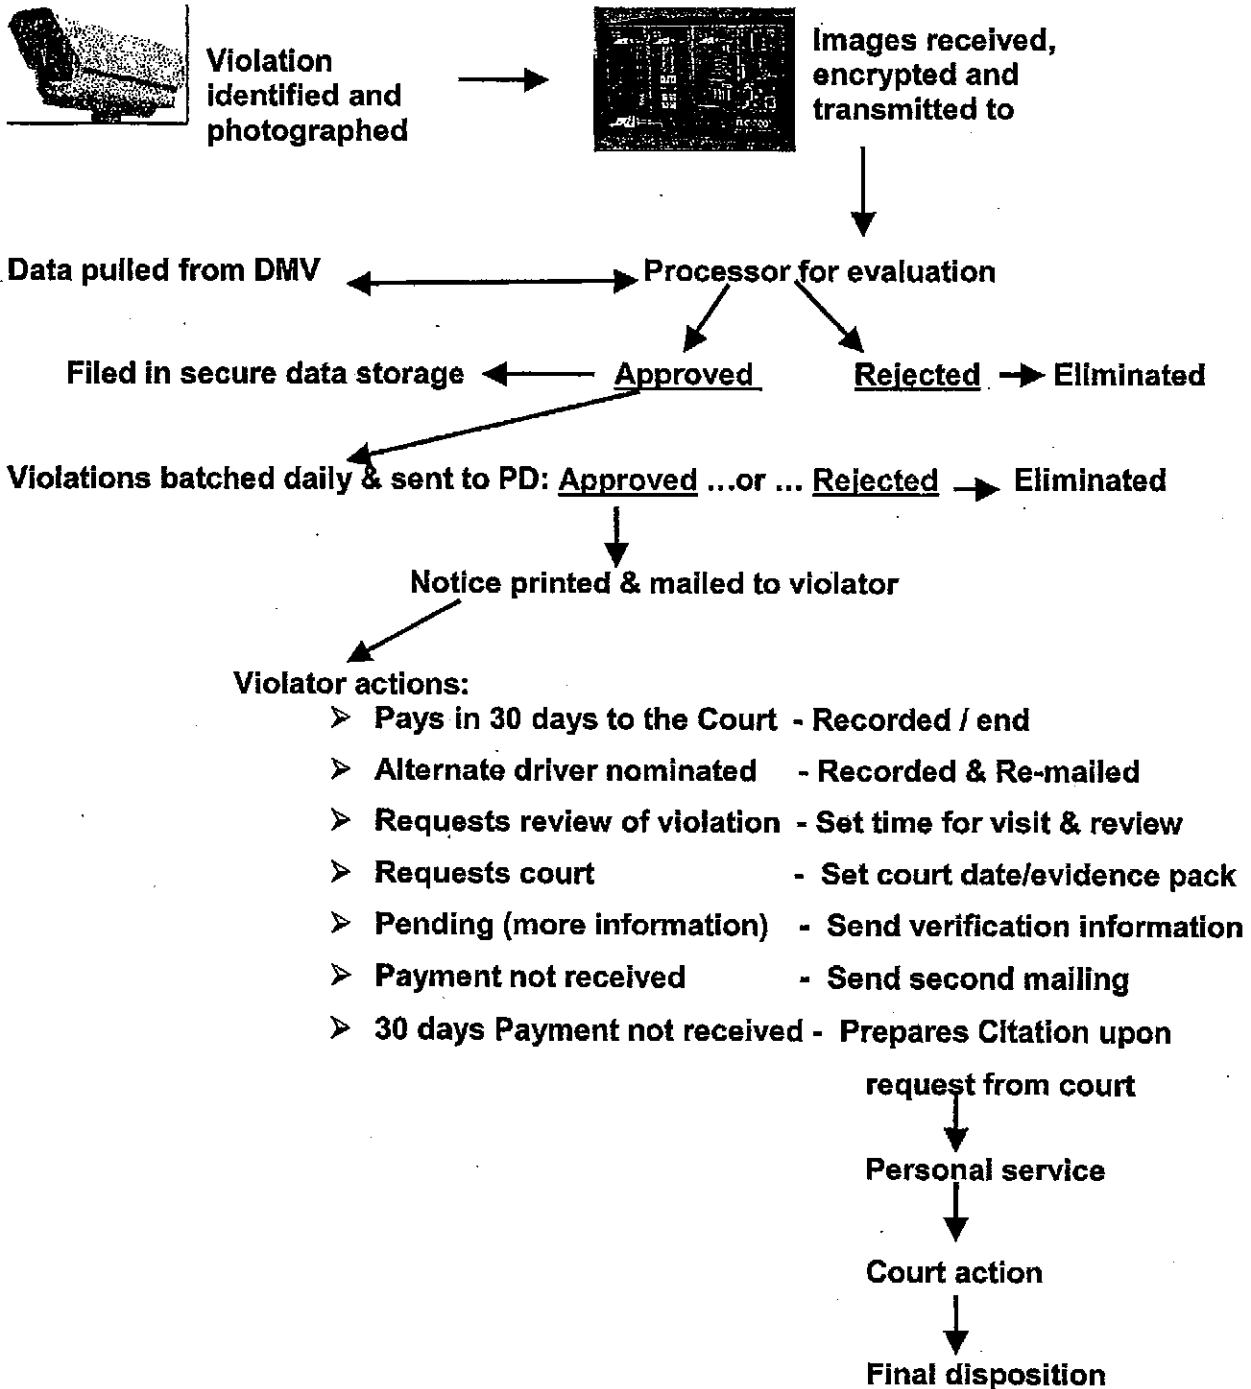 Violation
identified and
photographed
Images received,
encrypted and
transmitted to
Data pulled from DMV
Processor for evaluation
Filed in secure data storage
Approved
Rejected
Eliminated
Violations batched daily & sent to PD: Approved ...or ... Rejected
Eliminated
Notice printed & mailed to violator
Violator actions:
➢ Pays in 30 days to the Court - Recorded / end
➢ Alternate driver nominated - Recorded & Re-mailed
➢ Requests review of violation - Set time for visit & review
➢ Requests court - Set court date/evidence pack
➢ Pending (more information) - Send verification information
➢ Payment not received - Send second mailing
➢ 30 days Payment not received - Prepares Citation upon
request from court
Personal service
Court action
Final disposition